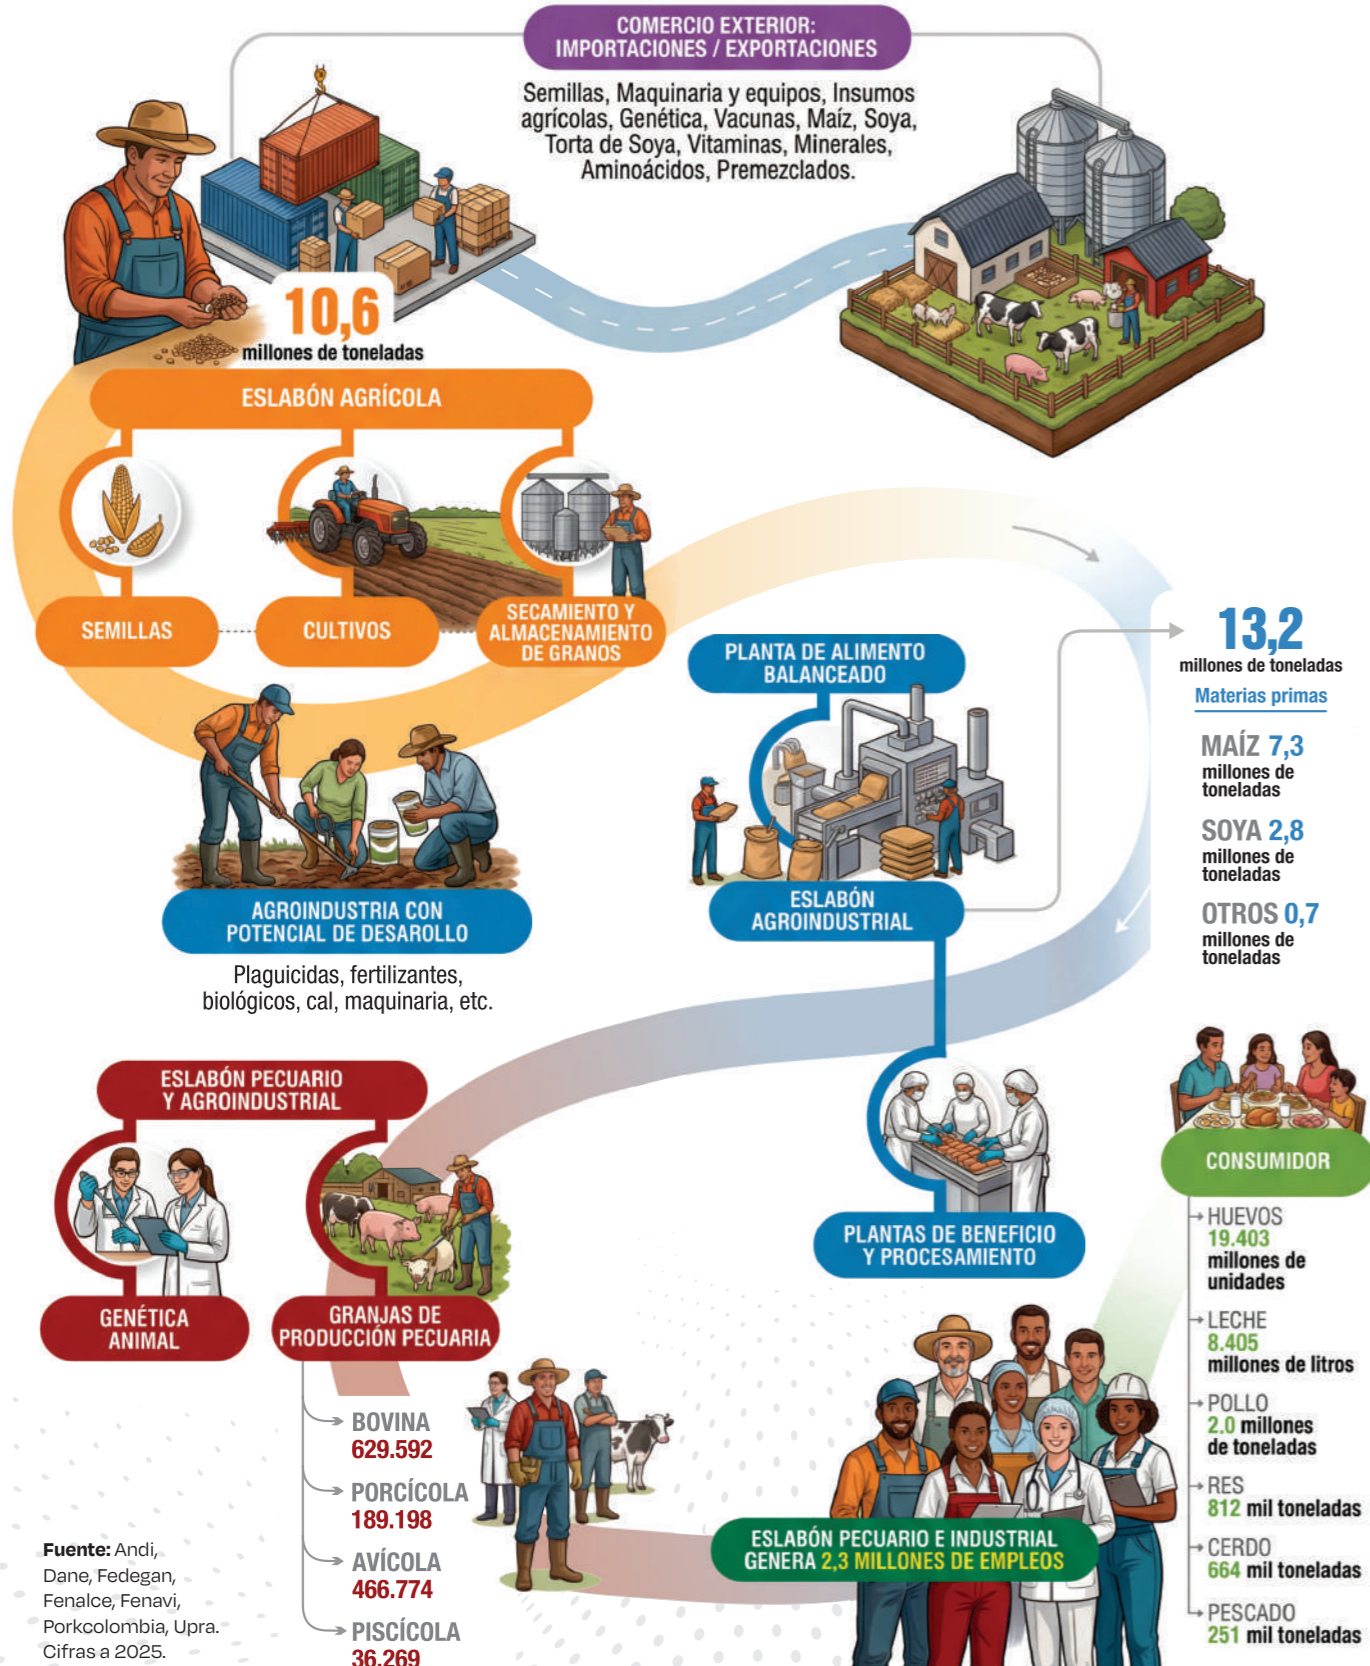 COMERCIO EXTERIOR:
IMPORTACIONES / EXPORTACIONES
Semillas, Maquinaria y equipos, Insumos
agrícolas, Genética, Vacunas, Maíz, Soya,
Torta de Soya, Vitaminas, Minerales,
Aminoácidos, Premezclados.
10,6
millones de toneladas
ESLABÓN AGRÍCOLA
SEMILLAS
CULTIVOS
SECAMIENTO Y
ALMACENAMIENTO
DE GRANOS
AGROINDUSTRIA CON
POTENCIAL DE DESAROLLO
Plaguicidas, fertilizantes,
biológicos, cal, maquinaria, etc.
PLANTA DE ALIMENTO
BALANCEADO
ESLABÓN
AGROINDUSTRIAL
13,2
millones de toneladas
Materias primas
MAÍZ 7,3
millones de
toneladas
SOYA 2,8
millones de
toneladas
OTROS 0,7
millones de
toneladas
PLANTAS DE BENEFICIO
Y PROCESAMIENTO
ESLABÓN PECUARIO
Y AGROINDUSTRIAL
GENÉTICA
ANIMAL
GRANJAS DE
PRODUCCIÓN PECUARIA
BOVINA
629.592
PORCÍCOLA
189.198
AVÍCOLA
466.774
PISCÍCOLA
36.269
ESLABÓN PECUARIO E INDUSTRIAL
GENERA 2,3 MILLONES DE EMPLEOS
CONSUMIDOR
HUEVOS
19.403
millones de
unidades
LECHE
8.405
millones de litros
POLLO
2.0 millones
de toneladas
RES
812 mil toneladas
CERDO
664 mil toneladas
PESCADO
251 mil toneladas
Fuente: Andi,
Dane, Fedegan,
Fenalce, Fenavi,
Porkcolombia, Upra.
Cifras a 2025.